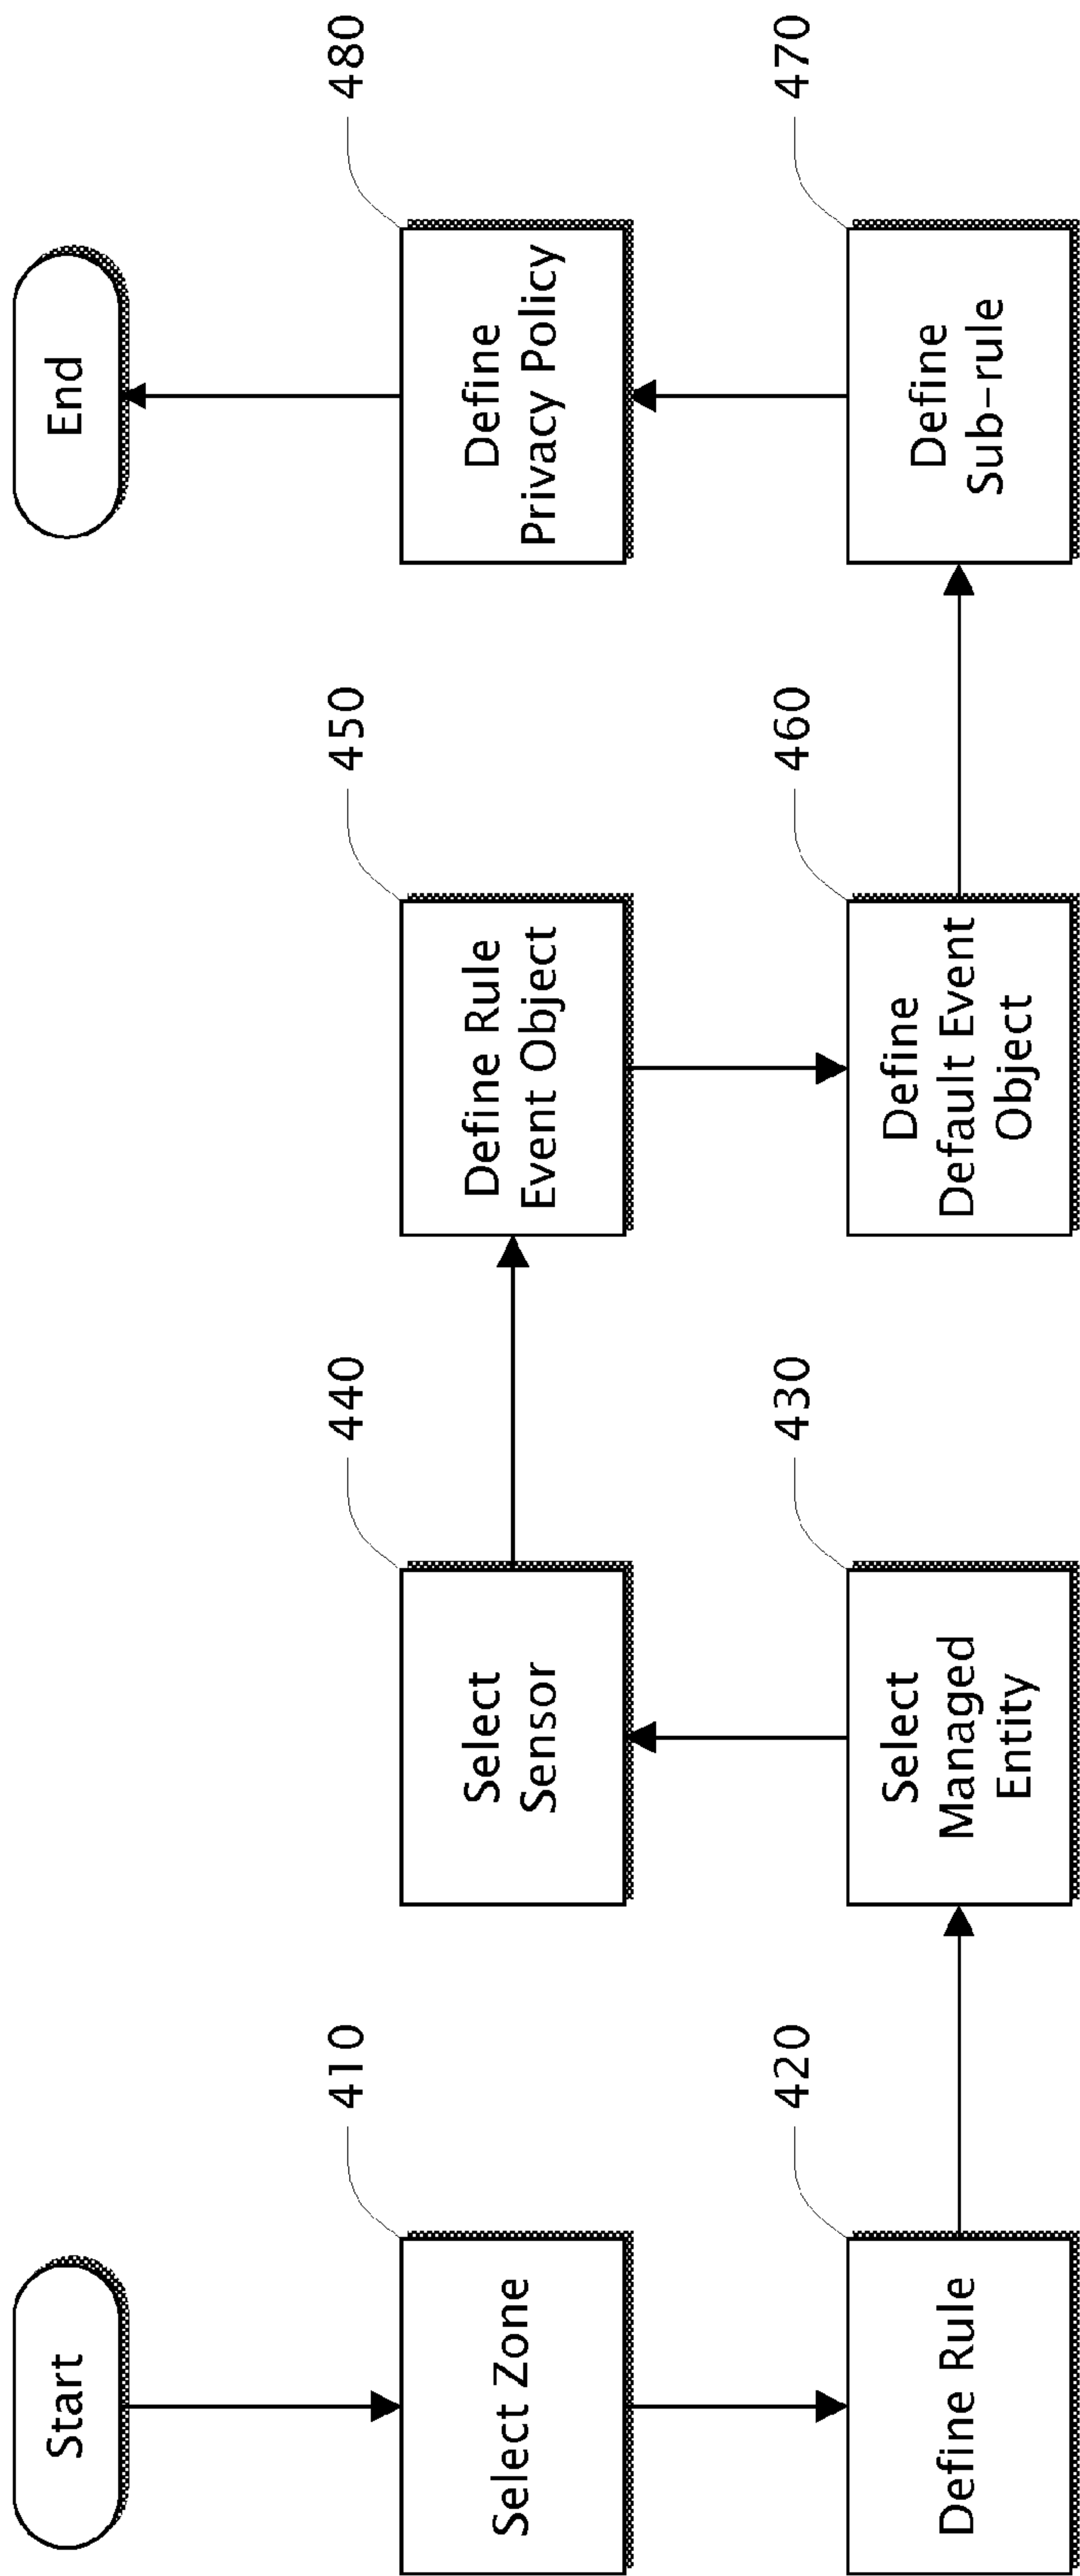 Start
410
Select Zone
420
Define Rule
430
Select
Managed
Entity
440
Select
Sensor
450
Define Rule
Event Object
460
Define
Default Event
Object
470
Define
Sub-rule
480
Define
Privacy Policy
End